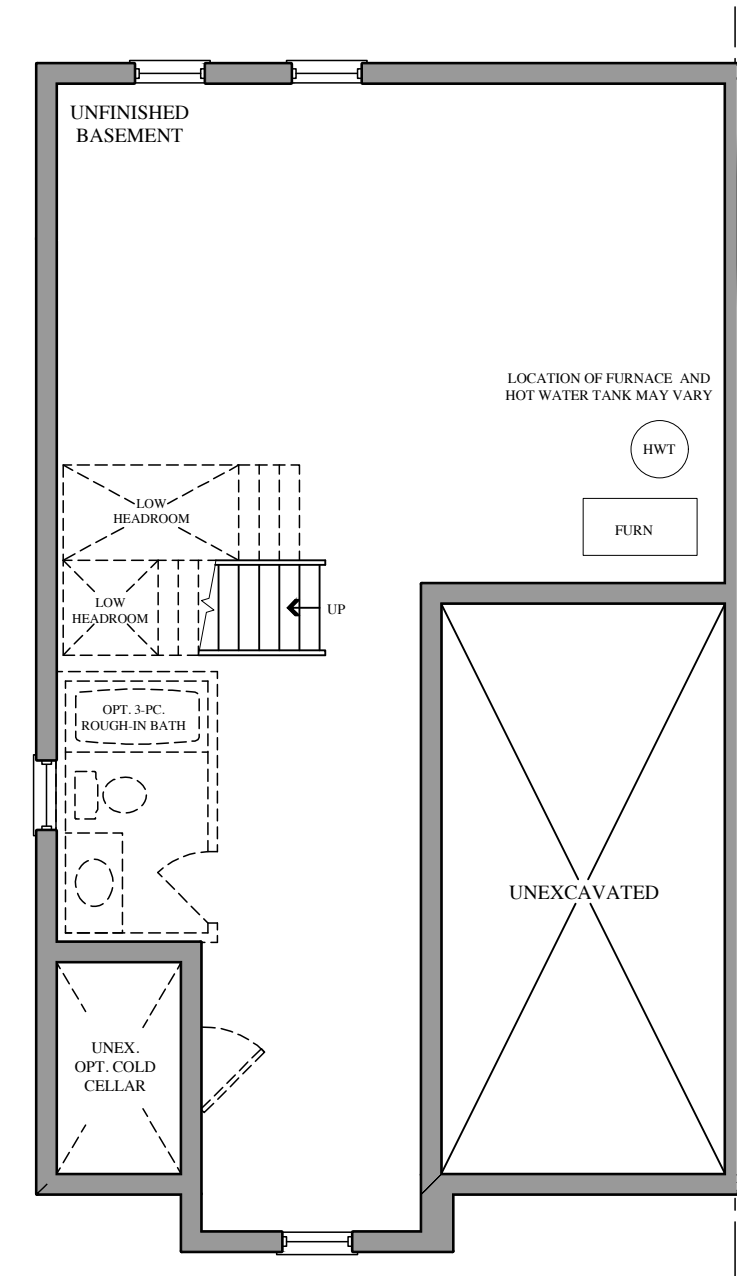 UNFINISHED
BASEMENT
LOCATION OF FURNACE AND
HOT WATER TANK MAY VARY
HWT
LOW
HEADROOM
FURN
LOW
HEADROOM
UP
OPT. 3-PC.
ROUGH-IN BATH
UNEXCAVATED
UNEX.
OPT. COLD
CELLAR